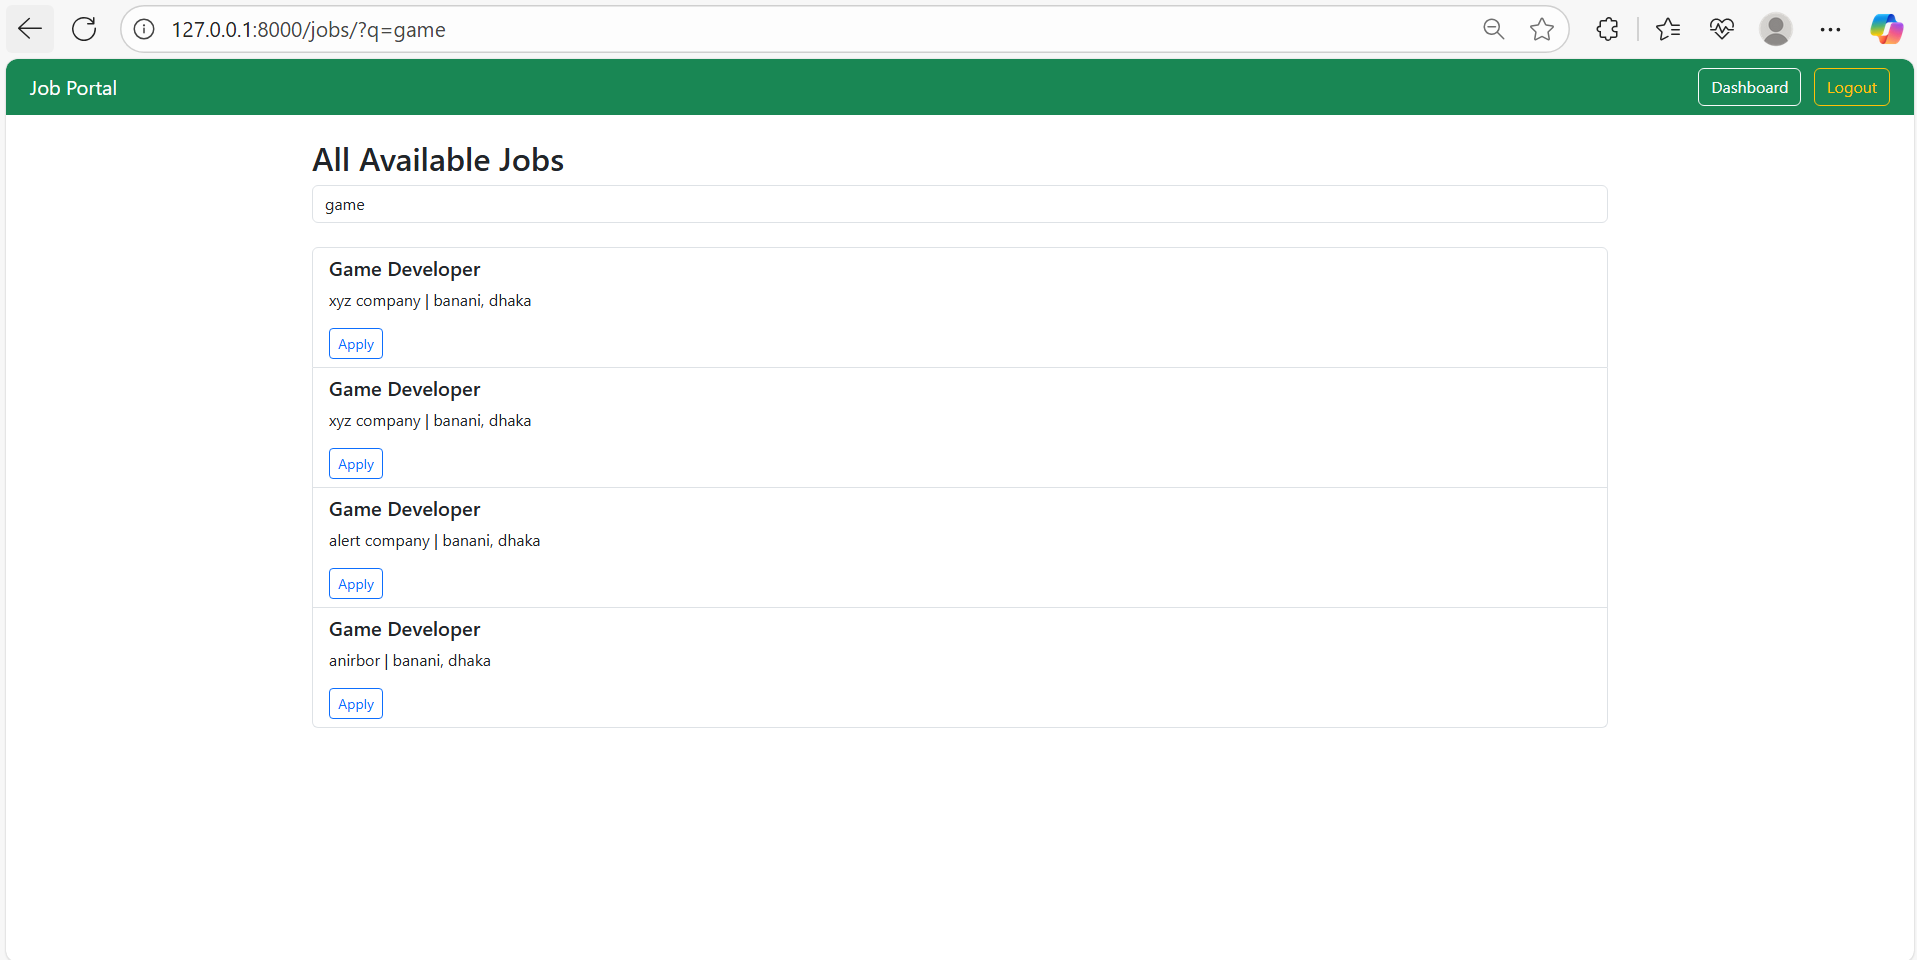 127.0.0.1:8000/jobs/?q=game
Job Portal
Dashboard
Logout
All Available Jobs
game
Game Developer
xyz company | banani, dhaka
Apply
Game Developer
xyz company | banani, dhaka
Apply
Game Developer
alert company | banani, dhaka
Apply
Game Developer
anirbor | banani, dhaka
Apply